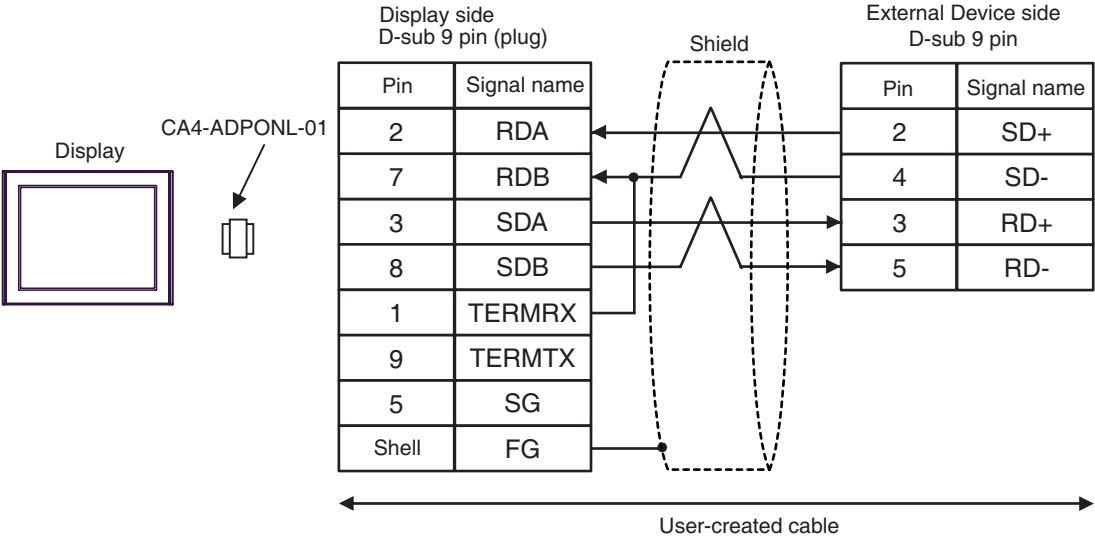 Display side
D-sub 9 pin (plug)
Shield
External Device side
D-sub 9 pin
CA4-ADPONL-01
Display
Pin Signal name
2 RDA
7 RDB
3 SDA
8 SDB
1 TERMRX
9 TERMTX
5 SG
Shell FG
Pin Signal name
2 SD+
4 SD-
3 RD+
5 RD-
User-created cable